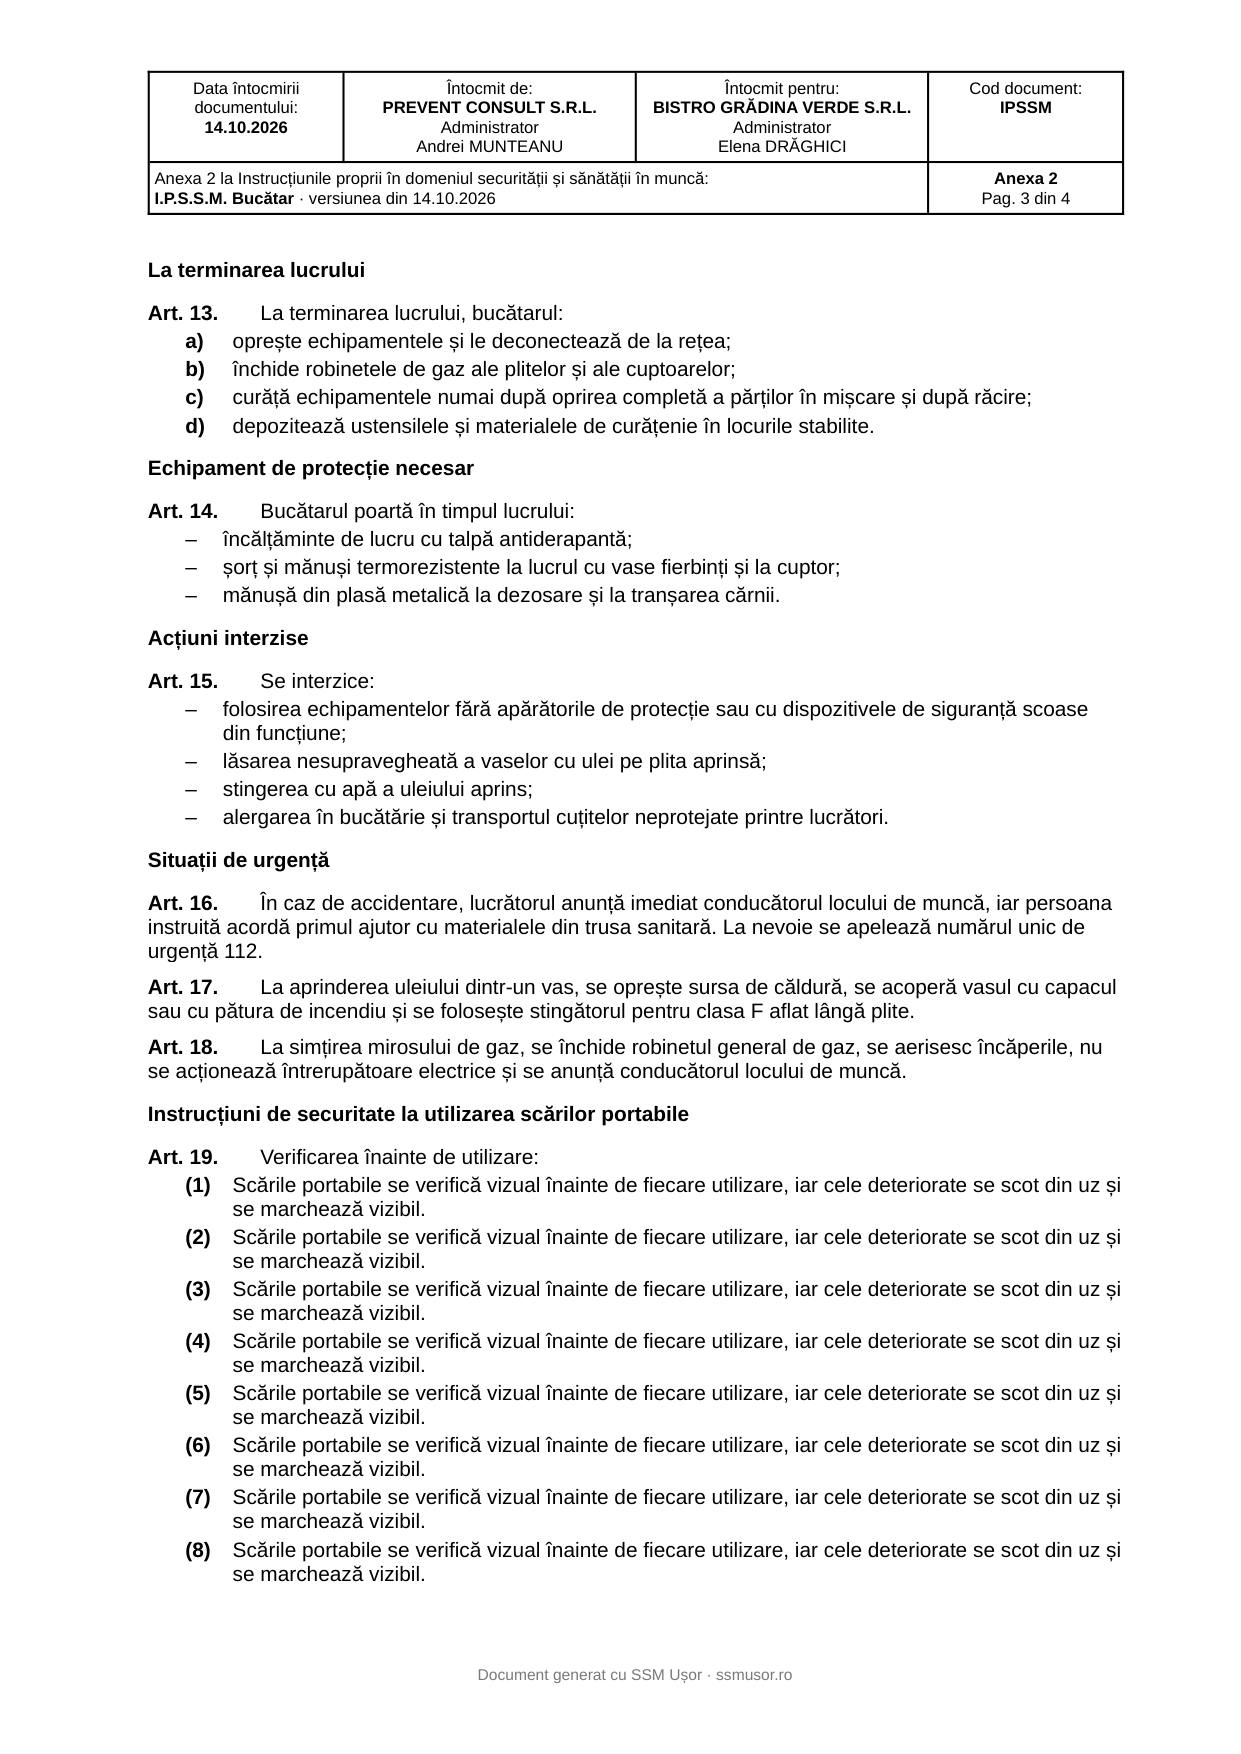 Data întocmirii
documentului:
14.10.2026
Întocmit de:
PREVENT CONSULT S.R.L.
Administrator
Andrei MUNTEANU
Întocmit pentru:
BISTRO GRĂDINA VERDE S.R.L.
Administrator
Elena DRĂGHICI
Cod document:
IPSSM
Anexa 2 la Instrucțiunile proprii în domeniul securității și sănătății în muncă:
I.P.S.S.M. Bucătar · versiunea din 14.10.2026
Anexa 2
Pag. 3 din 4
La terminarea lucrului
Art. 13. La terminarea lucrului, bucătarul:
a) oprește echipamentele și le deconectează de la rețea;
b) închide robinetele de gaz ale plitelor și ale cuptoarelor;
c) curăță echipamentele numai după oprirea completă a părților în mișcare și după răcire;
d) depozitează ustensilele și materialele de curățenie în locurile stabilite.
Echipament de protecție necesar
Art. 14. Bucătarul poartă în timpul lucrului:
– încălțăminte de lucru cu talpă antiderapantă;
– șorț și mănuși termorezistente la lucrul cu vase fierbinți și la cuptor;
– mănușă din plasă metalică la dezosare și la tranșarea cărnii.
Acțiuni interzise
Art. 15. Se interzice:
– folosirea echipamentelor fără apărătorile de protecție sau cu dispozitivele de siguranță scoase
din funcțiune;
– lăsarea nesupravegheată a vaselor cu ulei pe plita aprinsă;
– stingerea cu apă a uleiului aprins;
– alergarea în bucătărie și transportul cuțitelor neprotejate printre lucrători.
Situații de urgență
Art. 16. În caz de accidentare, lucrătorul anunță imediat conducătorul locului de muncă, iar persoana
instruită acordă primul ajutor cu materialele din trusa sanitară. La nevoie se apelează numărul unic de
urgență 112.
Art. 17. La aprinderea uleiului dintr-un vas, se oprește sursa de căldură, se acoperă vasul cu capacul
sau cu pătura de incendiu și se folosește stingătorul pentru clasa F aflat lângă plite.
Art. 18. La simțirea mirosului de gaz, se închide robinetul general de gaz, se aerisesc încăperile, nu
se acționează întrerupătoare electrice și se anunță conducătorul locului de muncă.
Instrucțiuni de securitate la utilizarea scărilor portabile
Art. 19. Verificarea înainte de utilizare:
(1) Scările portabile se verifică vizual înainte de fiecare utilizare, iar cele deteriorate se scot din uz și
se marchează vizibil.
(2) Scările portabile se verifică vizual înainte de fiecare utilizare, iar cele deteriorate se scot din uz și
se marchează vizibil.
(3) Scările portabile se verifică vizual înainte de fiecare utilizare, iar cele deteriorate se scot din uz și
se marchează vizibil.
(4) Scările portabile se verifică vizual înainte de fiecare utilizare, iar cele deteriorate se scot din uz și
se marchează vizibil.
(5) Scările portabile se verifică vizual înainte de fiecare utilizare, iar cele deteriorate se scot din uz și
se marchează vizibil.
(6) Scările portabile se verifică vizual înainte de fiecare utilizare, iar cele deteriorate se scot din uz și
se marchează vizibil.
(7) Scările portabile se verifică vizual înainte de fiecare utilizare, iar cele deteriorate se scot din uz și
se marchează vizibil.
(8) Scările portabile se verifică vizual înainte de fiecare utilizare, iar cele deteriorate se scot din uz și
se marchează vizibil.
Document generat cu SSM Ușor · ssmusor.ro